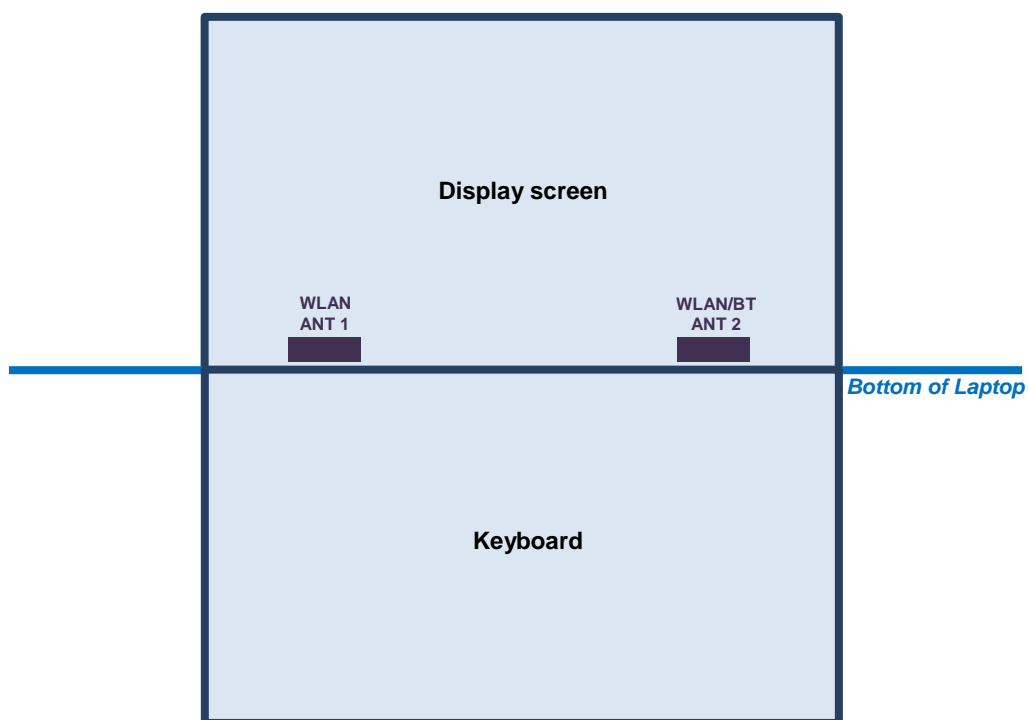 Display screen
WLAN
ANT 1
WLAN/BT
ANT 2
Bottom of Laptop
Keyboard